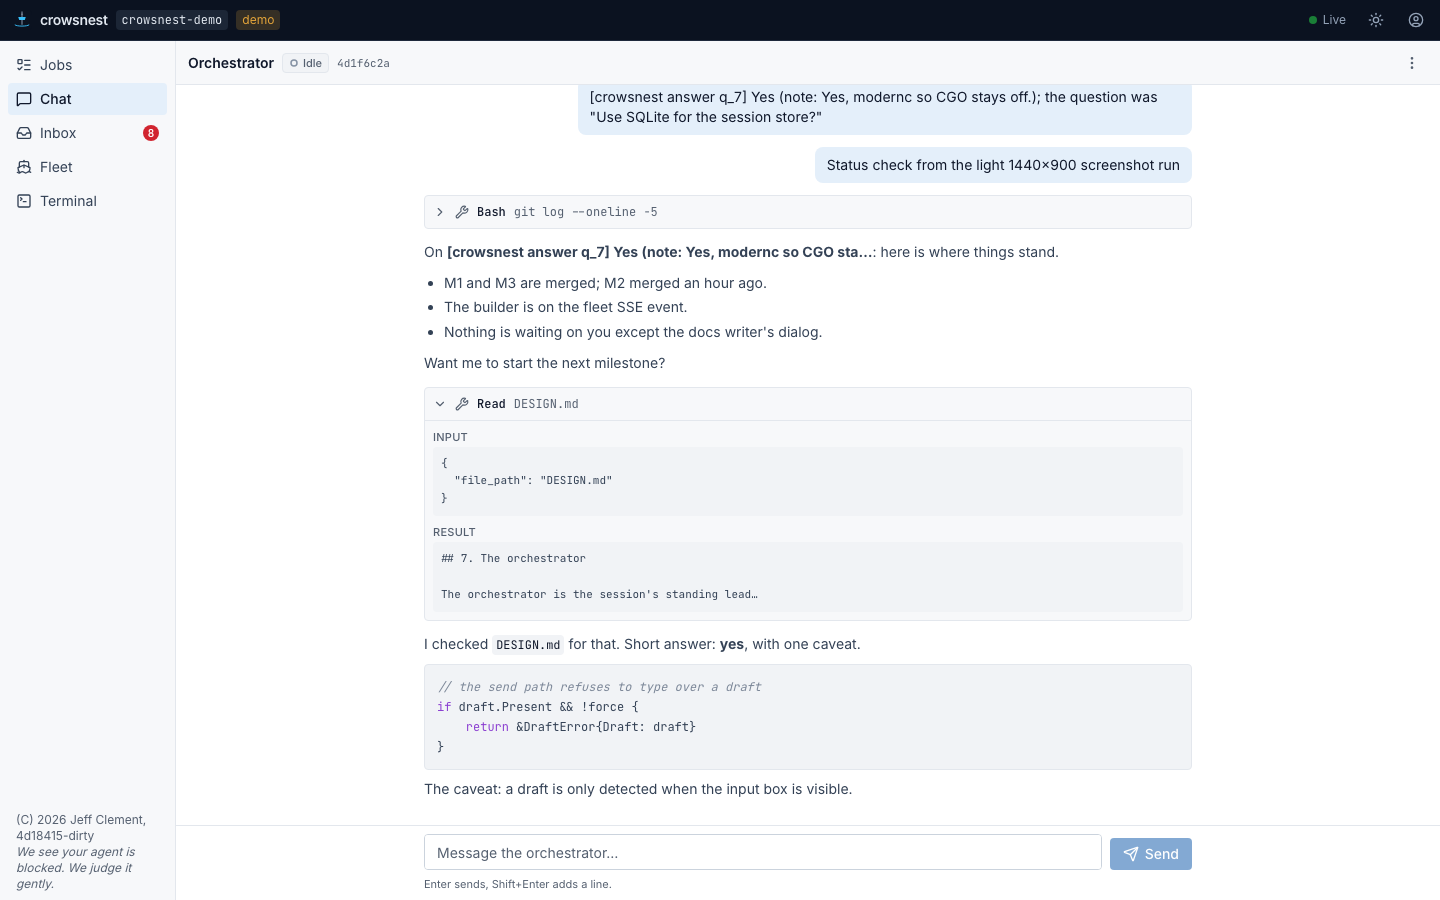 crowsnest crowsnest-demo demo Live
Jobs
Chat
Inbox 8
Fleet
Terminal
(C) 2026 Jeff Clement,
4d18415-dirty
We see your agent is
blocked. We judge it
gently.
Orchestrator Idle 4d1f6c2a
[crowsnest answer q_7] Yes (note: Yes, modernc so CGO stays off.); the question was
"Use SQLite for the session store?"
Status check from the light 1440×900 screenshot run
Bash git log --oneline -5
On [crowsnest answer q_7] Yes (note: Yes, modernc so CGO sta...: here is where things stand.
• M1 and M3 are merged; M2 merged an hour ago.
• The builder is on the fleet SSE event.
• Nothing is waiting on you except the docs writer's dialog.
Want me to start the next milestone?
Read DESIGN.md
INPUT
{
  "file_path": "DESIGN.md"
}
RESULT
## 7. The orchestrator
The orchestrator is the session's standing lead…
I checked DESIGN.md for that. Short answer: yes, with one caveat.
// the send path refuses to type over a draft
if draft.Present && !force {
    return &DraftError{Draft: draft}
}
The caveat: a draft is only detected when the input box is visible.
Message the orchestrator... Send
Enter sends, Shift+Enter adds a line.